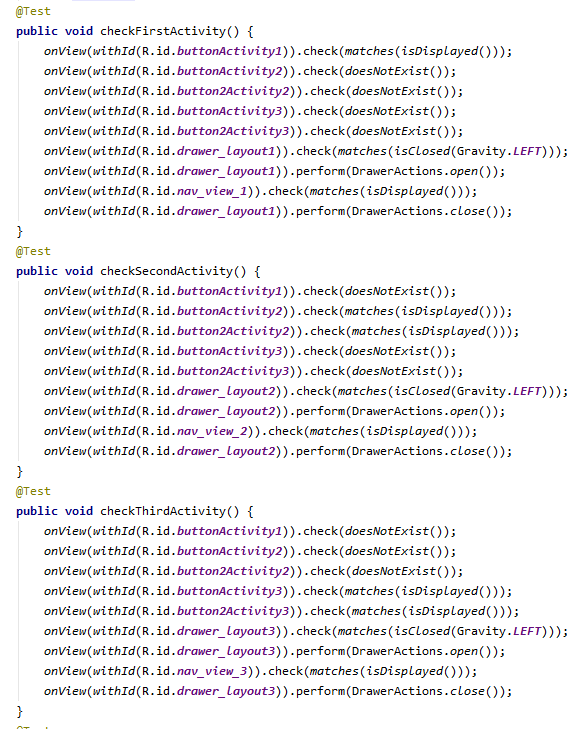 @Test
public void checkFirstActivity() {
    onView(withId(R.id.buttonActivity1)).check(matches(isDisplayed()));
    onView(withId(R.id.buttonActivity2)).check(doesNotExist());
    onView(withId(R.id.button2Activity2)).check(doesNotExist());
    onView(withId(R.id.buttonActivity3)).check(doesNotExist());
    onView(withId(R.id.button2Activity3)).check(doesNotExist());
    onView(withId(R.id.drawer_layout1)).check(matches(isClosed(Gravity.LEFT)));
    onView(withId(R.id.drawer_layout1)).perform(DrawerActions.open());
    onView(withId(R.id.nav_view_1)).check(matches(isDisplayed()));
    onView(withId(R.id.drawer_layout1)).perform(DrawerActions.close());
}
@Test
public void checkSecondActivity() {
    onView(withId(R.id.buttonActivity1)).check(doesNotExist());
    onView(withId(R.id.buttonActivity2)).check(matches(isDisplayed()));
    onView(withId(R.id.button2Activity2)).check(matches(isDisplayed()));
    onView(withId(R.id.buttonActivity3)).check(doesNotExist());
    onView(withId(R.id.button2Activity3)).check(doesNotExist());
    onView(withId(R.id.drawer_layout2)).check(matches(isClosed(Gravity.LEFT)));
    onView(withId(R.id.drawer_layout2)).perform(DrawerActions.open());
    onView(withId(R.id.nav_view_2)).check(matches(isDisplayed()));
    onView(withId(R.id.drawer_layout2)).perform(DrawerActions.close());
}
@Test
public void checkThirdActivity() {
    onView(withId(R.id.buttonActivity1)).check(doesNotExist());
    onView(withId(R.id.buttonActivity2)).check(doesNotExist());
    onView(withId(R.id.button2Activity2)).check(doesNotExist());
    onView(withId(R.id.buttonActivity3)).check(matches(isDisplayed()));
    onView(withId(R.id.button2Activity3)).check(matches(isDisplayed()));
    onView(withId(R.id.drawer_layout3)).check(matches(isClosed(Gravity.LEFT)));
    onView(withId(R.id.drawer_layout3)).perform(DrawerActions.open());
    onView(withId(R.id.nav_view_3)).check(matches(isDisplayed()));
    onView(withId(R.id.drawer_layout3)).perform(DrawerActions.close());
}